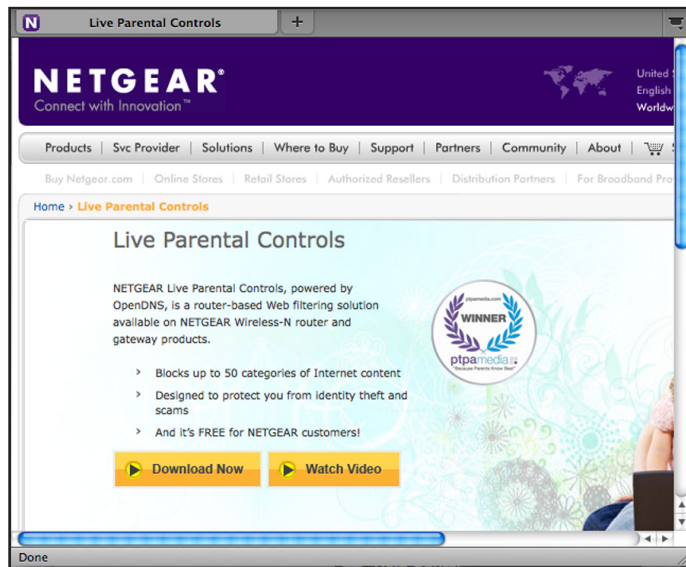 Live Parental Controls
NETGEAR®
Connect with Innovation™
United
English
Worldw
Products | Svc Provider | Solutions | Where to Buy | Support | Partners | Community | About |
Buy Netgear.com | Online Stores | Retail Stores | Authorized Resellers | Distribution Partners | For Broadband Pro
Home › Live Parental Controls
Live Parental Controls
NETGEAR Live Parental Controls, powered by
OpenDNS, is a router-based Web filtering solution
available on NETGEAR Wireless-N router and
gateway products.
› Blocks up to 50 categories of Internet content
› Designed to protect you from identity theft and
scams
› And it's FREE for NETGEAR customers!
ptpamedia.com
WINNER
ptpamedia
"Because Parents Know Best"
Download Now
Watch Video
Done